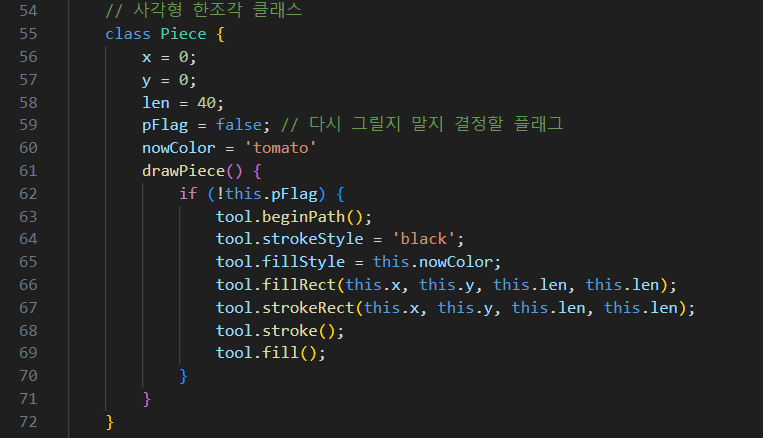 54 // 사각형 한조각 클래스
55 class Piece {
56 x = 0;
57 y = 0;
58 len = 40;
59 pFlag = false; // 다시 그릴지 말지 결정할 플래그
60 nowColor = 'tomato'
61 drawPiece() {
62 if (!this.pFlag) {
63 tool.beginPath();
64 tool.strokeStyle = 'black';
65 tool.fillStyle = this.nowColor;
66 tool.fillRect(this.x, this.y, this.len, this.len);
67 tool.strokeRect(this.x, this.y, this.len, this.len);
68 tool.stroke();
69 tool.fill();
70 }
71 }
72 }